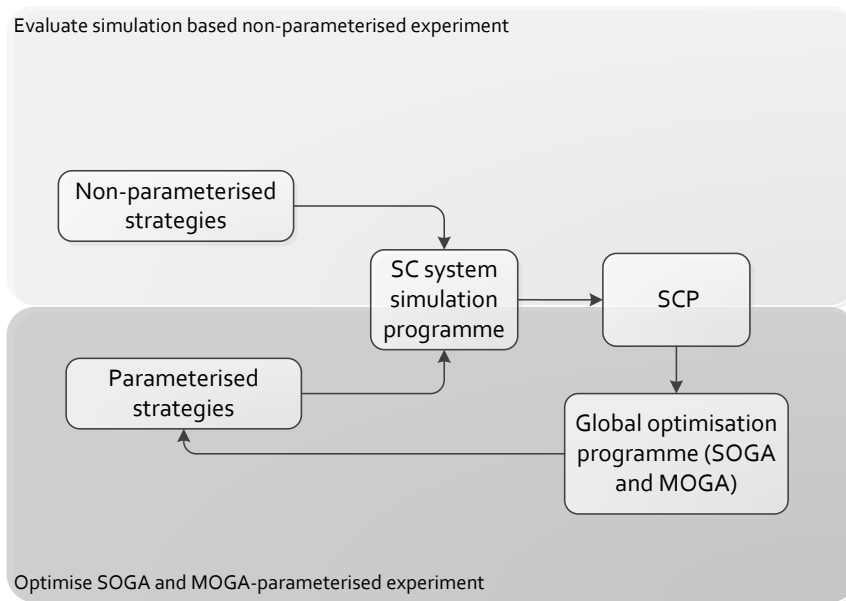 Evaluate simulation based non-parameterised experiment
Non-parameterised
strategies
SC system
simulation
programme
SCP
Parameterised
strategies
Global optimisation
programme (SOGA
and MOGA)
Optimise SOGA and MOGA-parameterised experiment